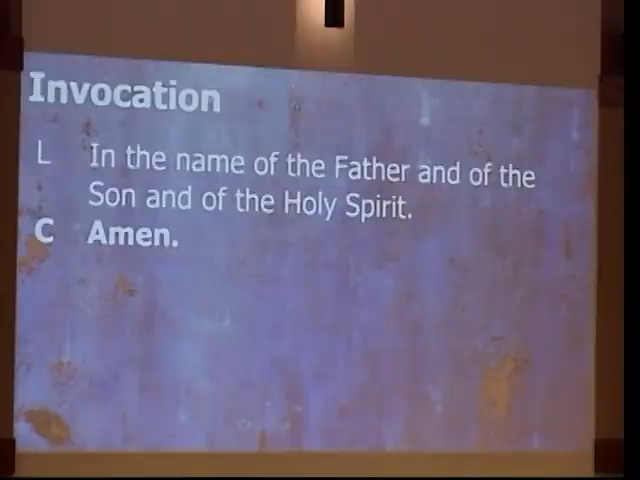 Invocation
L In the name of the Father and of the
Son and of the Holy Spirit.
C Amen.